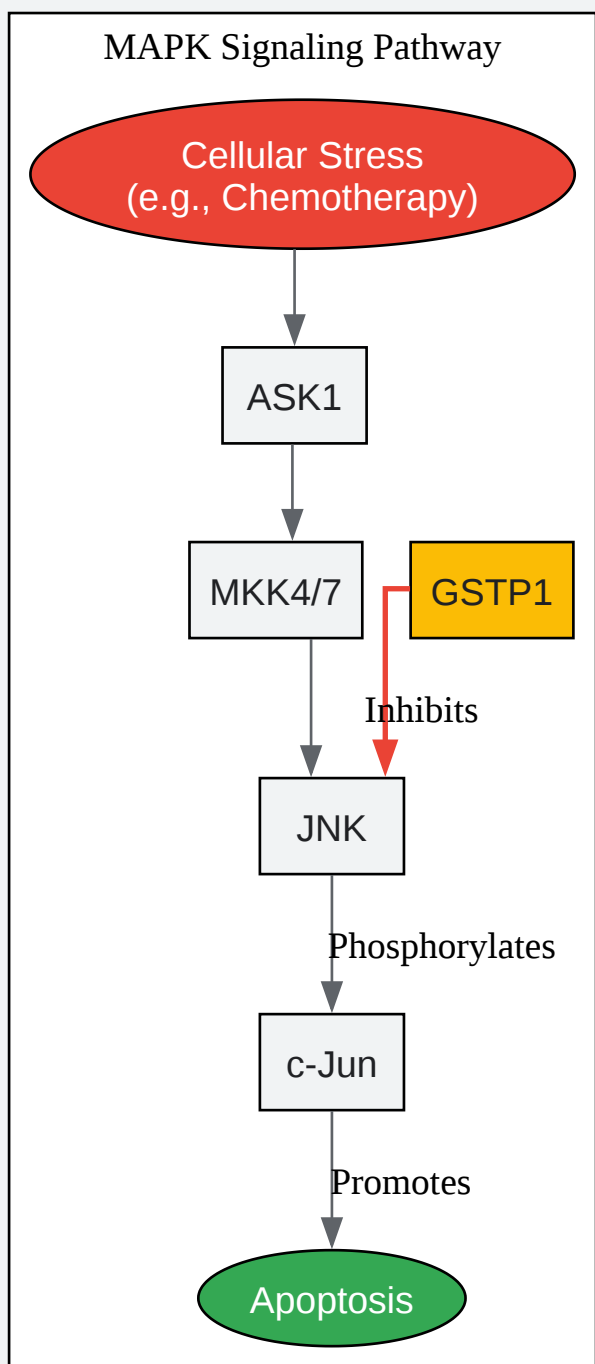 MAPK Signaling Pathway
Cellular Stress
(e.g., Chemotherapy)
ASK1
MKK4/7
GSTP1
Inhibits
JNK
Phosphorylates
c-Jun
Promotes
Apoptosis